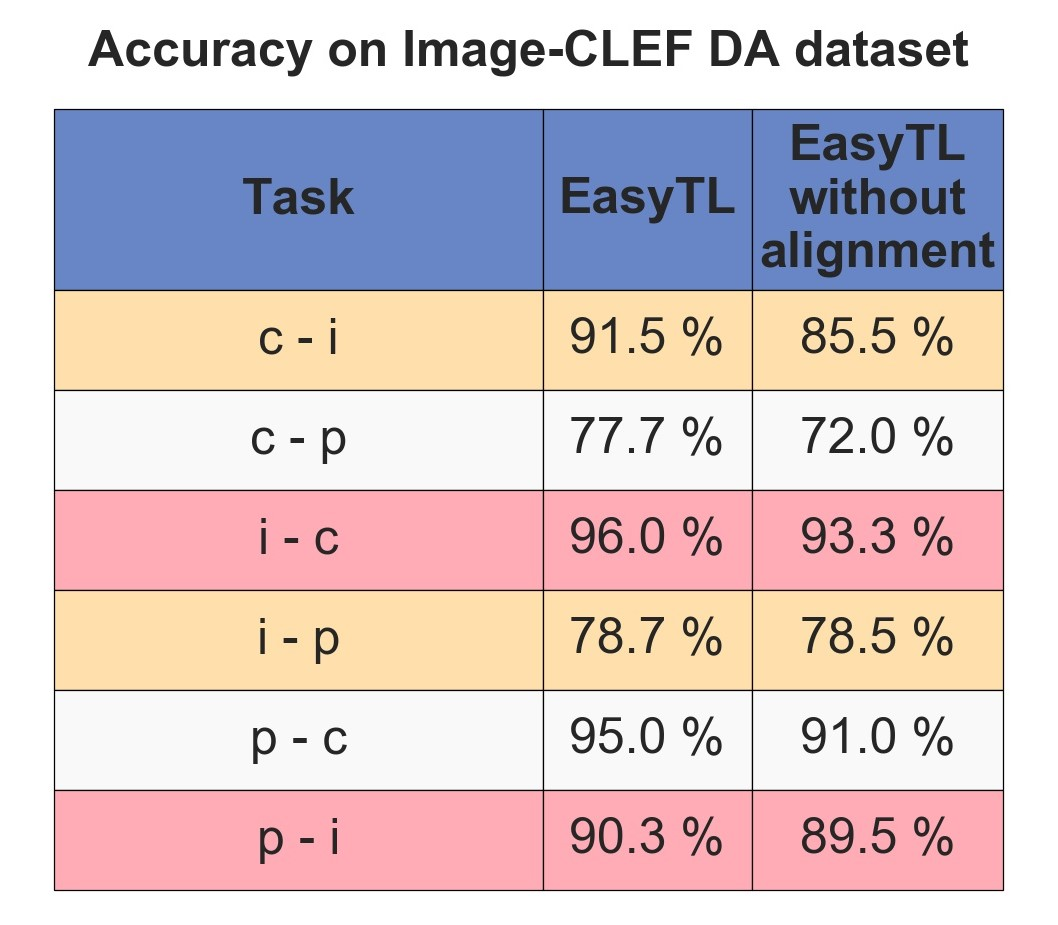 Accuracy on Image-CLEF DA dataset
Task EasyTL EasyTL without alignment
c - i 91.5 % 85.5 %
c - p 77.7 % 72.0 %
i - c 96.0 % 93.3 %
i - p 78.7 % 78.5 %
p - c 95.0 % 91.0 %
p - i 90.3 % 89.5 %